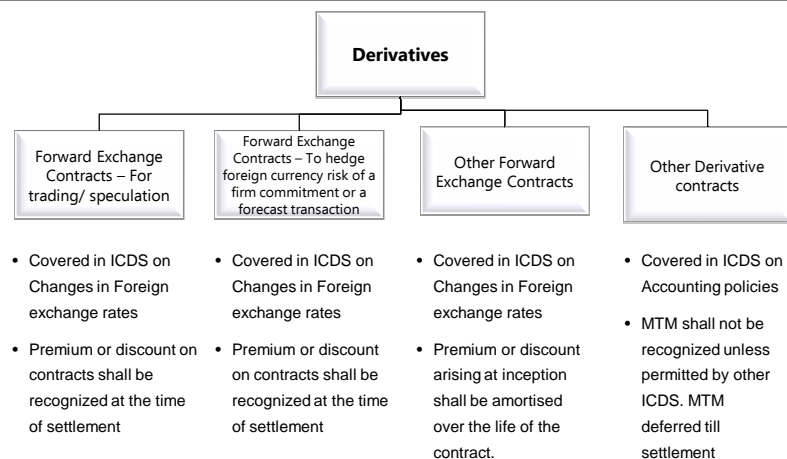 Derivatives
Forward Exchange
Contracts – For
trading/ speculation
Forward Exchange
Contracts – To hedge
foreign currency risk of a
firm commitment or a
forecast transaction
Other Forward
Exchange Contracts
Other Derivative
contracts
• Covered in ICDS on
Changes in Foreign
exchange rates
• Premium or discount on
contracts shall be
recognized at the time
of settlement
• Covered in ICDS on
Changes in Foreign
exchange rates
• Premium or discount
on contracts shall be
recognized at the time
of settlement
• Covered in ICDS on
Changes in Foreign
exchange rates
• Premium or discount
arising at inception
shall be amortised
over the life of the
contract.
• Covered in ICDS on
Accounting policies
• MTM shall not be
recognized unless
permitted by other
ICDS. MTM
deferred till
settlement